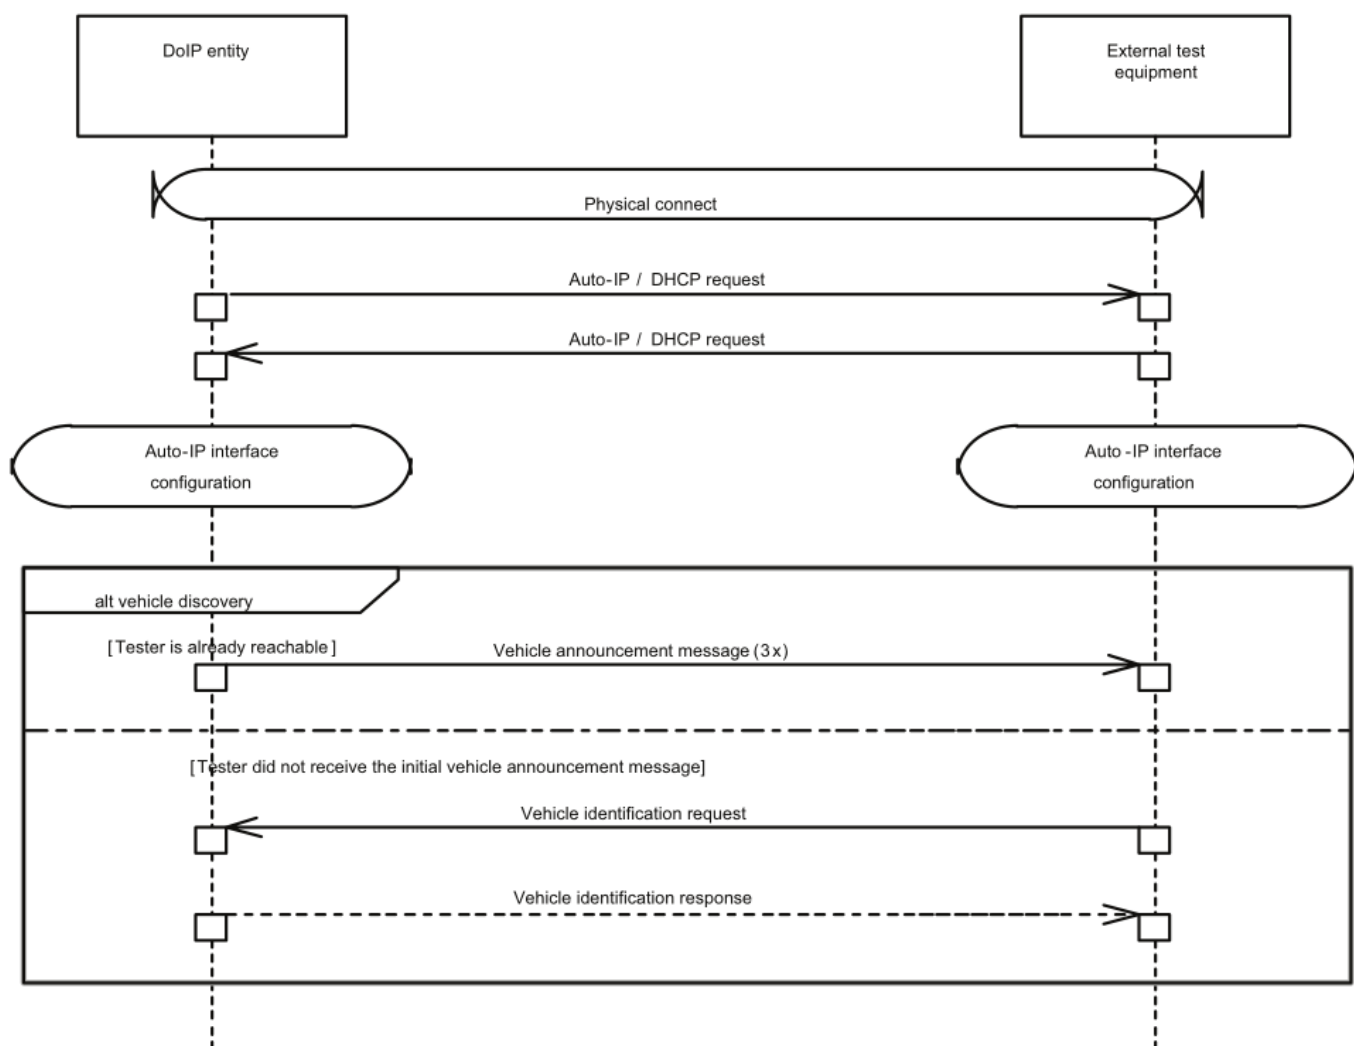 DoIP entity
External test
equipment
Physical connect
Auto-IP / DHCP request
Auto-IP / DHCP request
Auto-IP interface
configuration
Auto-IP interface
configuration
alt vehicle discovery
[Tester is already reachable]
Vehicle announcement message (3x)
[Tester did not receive the initial vehicle announcement message]
Vehicle identification request
Vehicle identification response